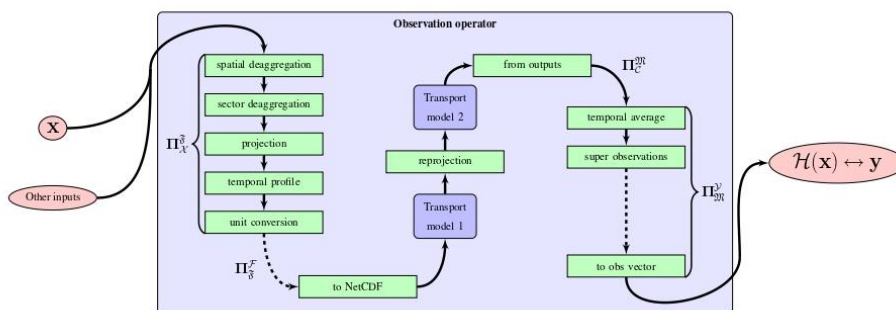 Observation operator
x
Other inputs
Π𝔛
spatial deaggregation
sector deaggregation
projection
temporal profile
unit conversion
to NetCDF
Transport
model 1
reprojection
Transport
model 2
from outputs
temporal average
super observations
to obs vector
H(x) ↔ y